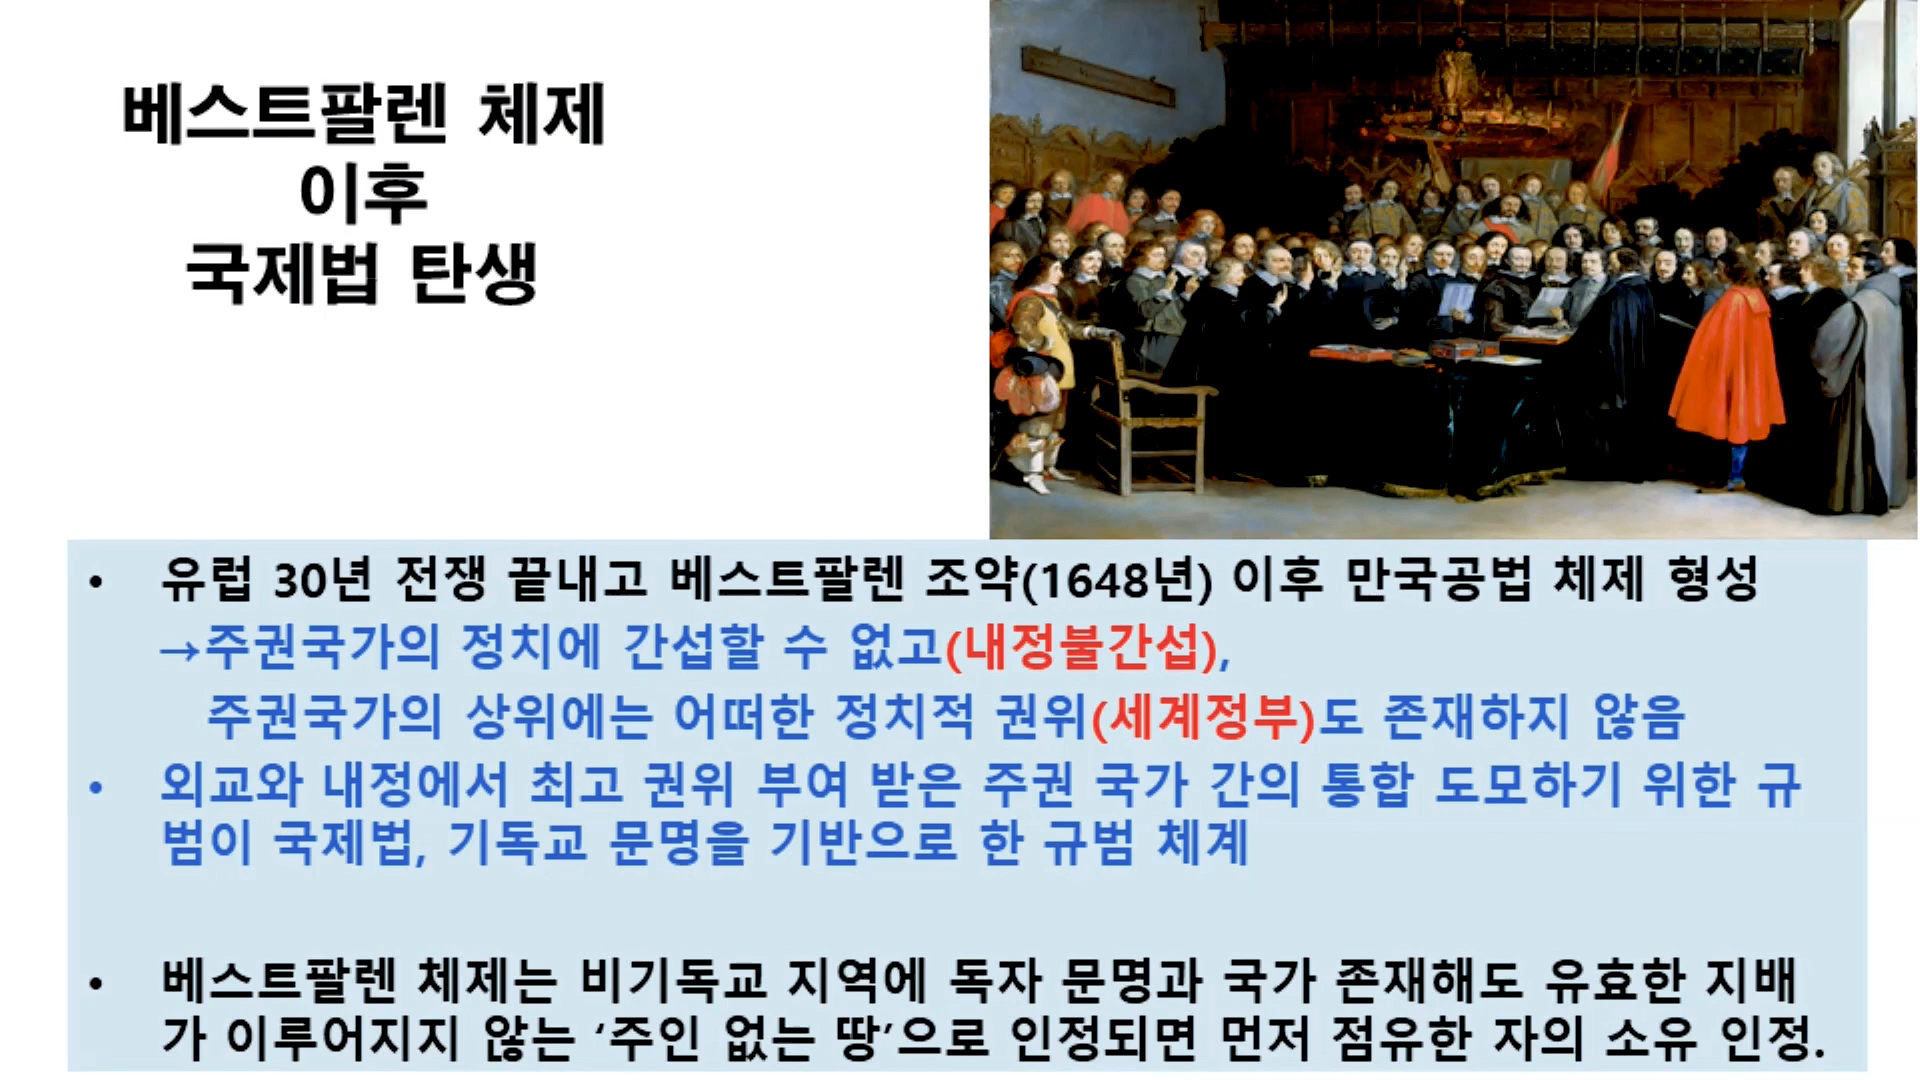 베스트팔렌 체제
이후
국제법 탄생
• 유럽 30년 전쟁 끝내고 베스트팔렌 조약(1648년) 이후 만국공법 체제 형성
→주권국가의 정치에 간섭할 수 없고(내정불간섭),
주권국가의 상위에는 어떠한 정치적 권위(세계정부)도 존재하지 않음
• 외교와 내정에서 최고 권위 부여 받은 주권 국가 간의 통합 도모하기 위한 규
범이 국제법, 기독교 문명을 기반으로 한 규범 체계
• 베스트팔렌 체제는 비기독교 지역에 독자 문명과 국가 존재해도 유효한 지배
가 이루어지지 않는 ‘주인 없는 땅’으로 인정되면 먼저 점유한 자의 소유 인정.